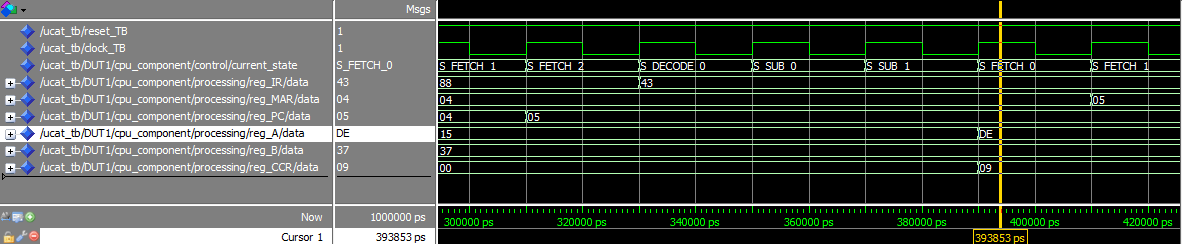 Msgs
/ucat_tb/reset_TB 1
/ucat_tb/clock_TB 1
/ucat_tb/DUT1/cpu_component/control/current_state S_FETCH_0 S_FETCH_1 S_FETCH_2 S_DECODE_0 S_SUB_0 S_SUB_1 S_FETCH_0 S_FETCH_1
/ucat_tb/DUT1/cpu_component/processing/reg_IR/data 43 88 43
/ucat_tb/DUT1/cpu_component/processing/reg_MAR/data 04 04 05
/ucat_tb/DUT1/cpu_component/processing/reg_PC/data 05 04 05
/ucat_tb/DUT1/cpu_component/processing/reg_A/data DE 15 DE
/ucat_tb/DUT1/cpu_component/processing/reg_B/data 37 37
/ucat_tb/DUT1/cpu_component/processing/reg_CCR/data 09 00 09
Now 1000000 ps 300000 ps 320000 ps 340000 ps 360000 ps 380000 ps 400000 ps 420000 ps
Cursor 1 393853 ps 393853 ps